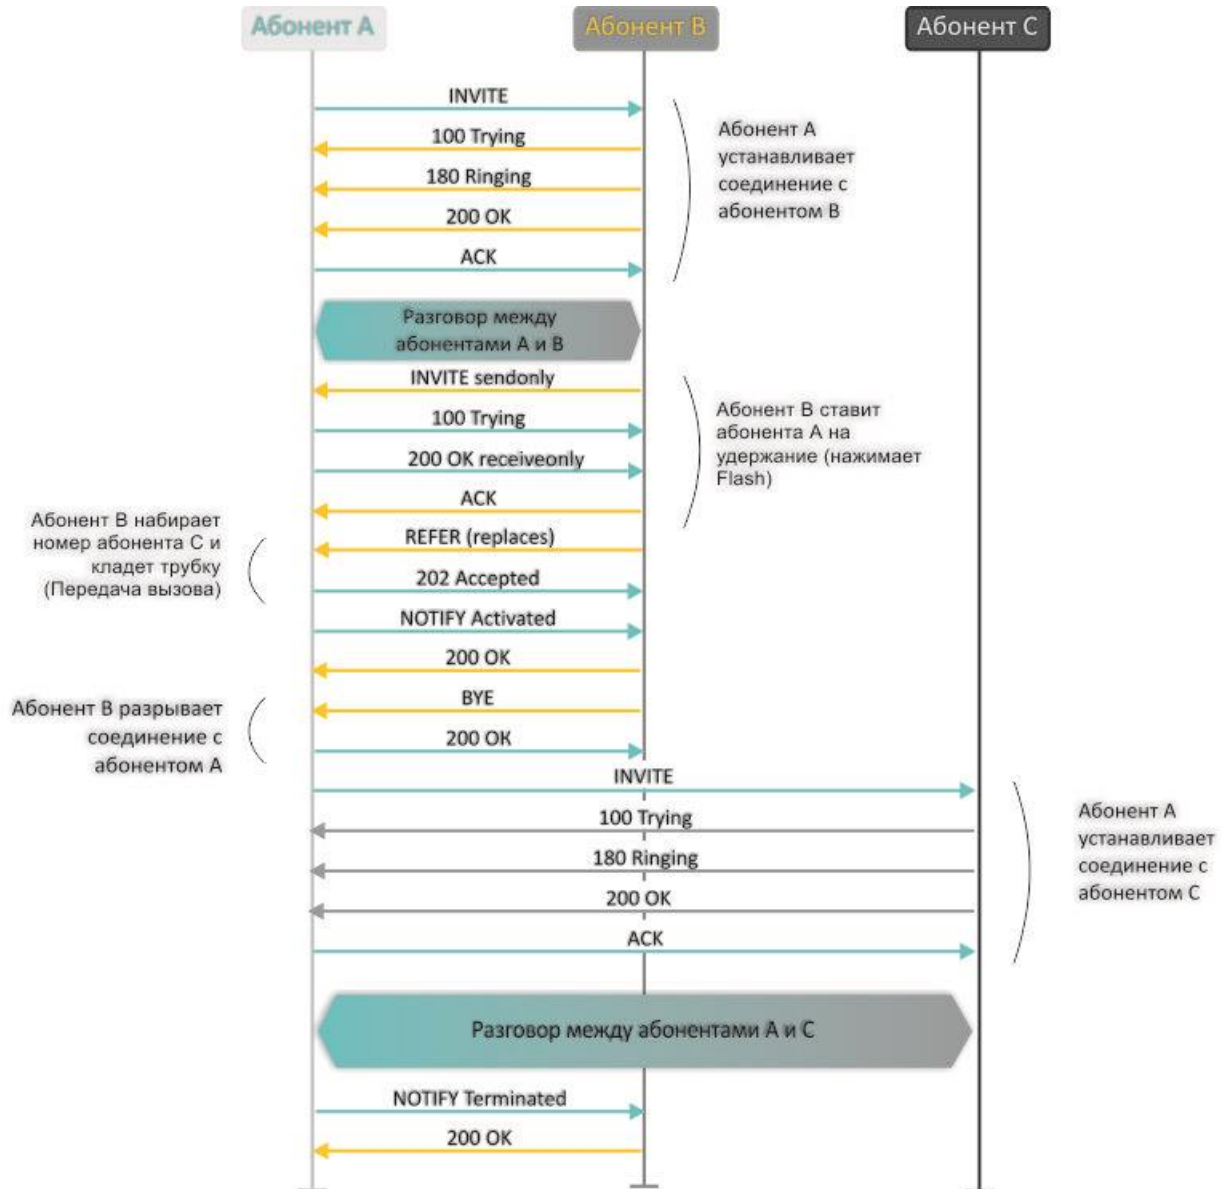 Абонент A
Абонент B
Абонент C
INVITE
100 Trying
180 Ringing
200 OK
ACK
Абонент А
устанавливает
соединение с
абонентом В
Разговор между
абонентами А и В
INVITE sendonly
100 Trying
200 OK receiveonly
ACK
Абонент В ставит
абонента А на
удержание (нажимает
Flash)
REFER (replaces)
202 Accepted
Абонент В набирает
номер абонента С и
кладет трубку
(Передача вызова)
NOTIFY Activated
200 OK
BYE
200 OK
Абонент В разрывает
соединение с
абонентом А
INVITE
100 Trying
180 Ringing
200 OK
ACK
Абонент А
устанавливает
соединение с
абонентом С
Разговор между абонентами А и С
NOTIFY Terminated
200 OK